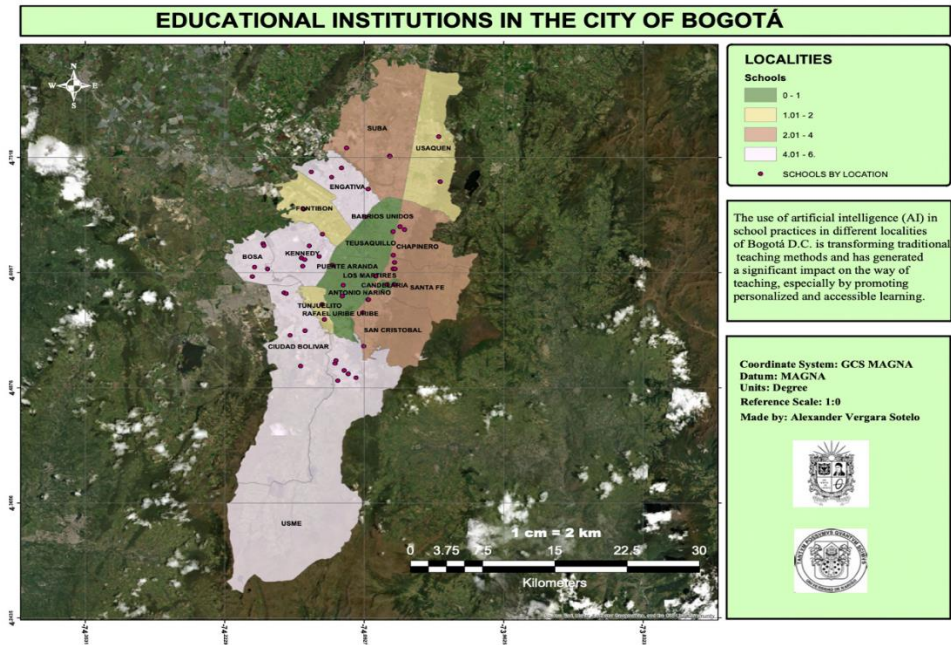 EDUCATIONAL INSTITUTIONS IN THE CITY OF BOGOTÁ
N
W E
S
SUBA
USAQUEN
ENGATIVA
FONTIBON
BARRIOS UNIDOS
TEUSAQUILLO
CHAPINERO
BOSA
KENNEDY
PUENTE ARANDA
LOS MARTIRES
CANDELARIA
SANTA FE
ANTONIO NARIÑO
TUNJUELITO
RAFAEL URIBE URIBE
SAN CRISTOBAL
CIUDAD BOLIVAR
USME
1 cm = 2 km
0 3.75 7.5 15 22.5 30
Kilometers
LOCALITIES
Schools
0 - 1
1.01 - 2
2.01 - 4
4.01 - 6.
SCHOOLS BY LOCATION
The use of artificial intelligence (AI) in
school practices in different localities
of Bogotá D.C. is transforming traditional
teaching methods and has generated
a significant impact on the way of
teaching, especially by promoting
personalized and accessible learning.
Coordinate System: GCS MAGNA
Datum: MAGNA
Units: Degree
Reference Scale: 1:0
Made by: Alexander Vergara Sotelo